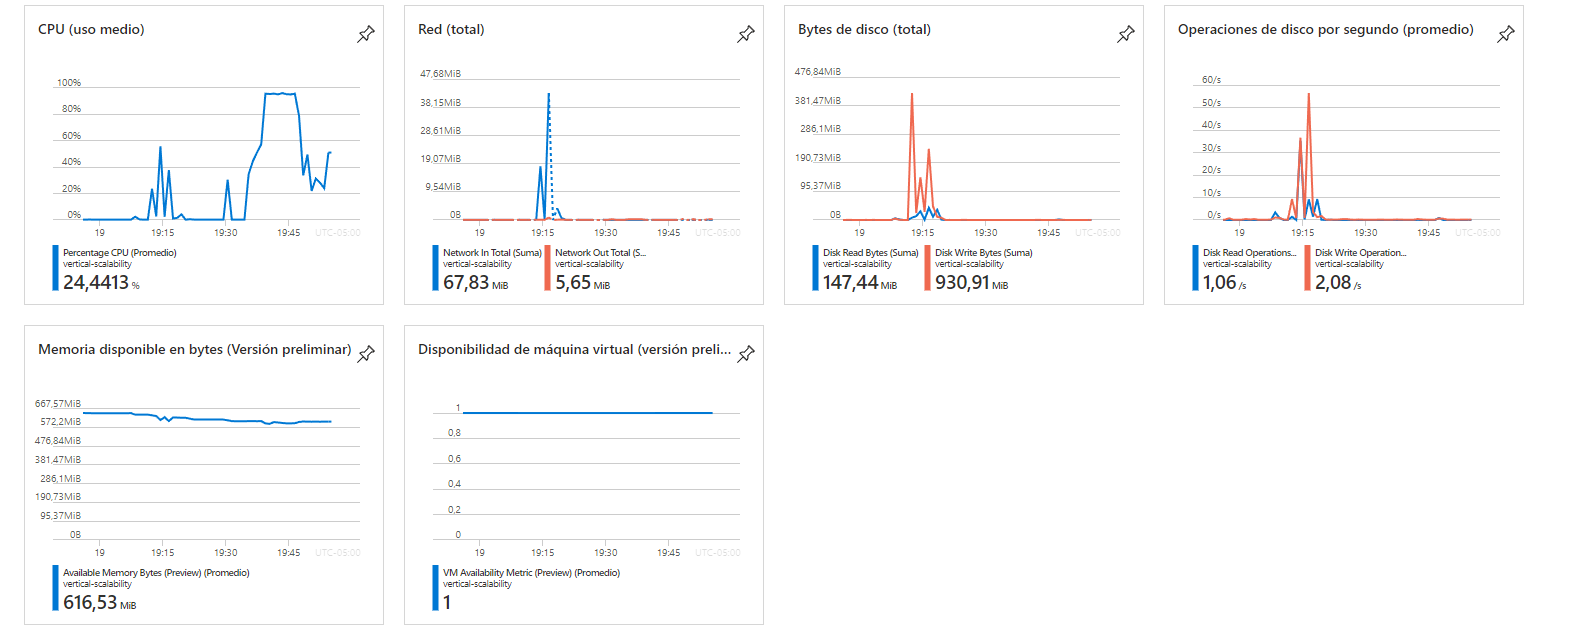 CPU (uso medio)
100%
80%
60%
40%
20%
0%
19 19:15 19:30 19:45 UTC-05:00
Percentage CPU (Promedio)
vertical-scalability
24,4413 %
Red (total)
47,68MiB
38,15MiB
28,61MiB
19,07MiB
9,54MiB
0B
19 19:15 19:30 19:45 UTC-05:00
Network In Total (Suma)
vertical-scalability
67,83 MiB
Network Out Total (S...
vertical-scalability
5,65 MiB
Bytes de disco (total)
476,84MiB
381,47MiB
286,1MiB
190,73MiB
95,37MiB
0B
19 19:15 19:30 19:45 UTC-05:00
Disk Read Bytes (Suma)
vertical-scalability
147,44 MiB
Disk Write Bytes (Suma)
vertical-scalability
930,91 MiB
Operaciones de disco por segundo (promedio)
60/s
50/s
40/s
30/s
20/s
10/s
0/s
19 19:15 19:30 19:45 UTC-05:00
Disk Read Operations...
vertical-scalability
1,06 /s
Disk Write Operation...
vertical-scalability
2,08 /s
Memoria disponible en bytes (Versión preliminar)
667,57MiB
572,2MiB
476,84MiB
381,47MiB
286,1MiB
190,73MiB
95,37MiB
0B
19 19:15 19:30 19:45 UTC-05:00
Available Memory Bytes (Preview) (Promedio)
vertical-scalability
616,53 MiB
Disponibilidad de máquina virtual (versión preli...
1
0,8
0,6
0,4
0,2
0
19 19:15 19:30 19:45 UTC-05:00
VM Availability Metric (Preview) (Promedio)
vertical-scalability
1